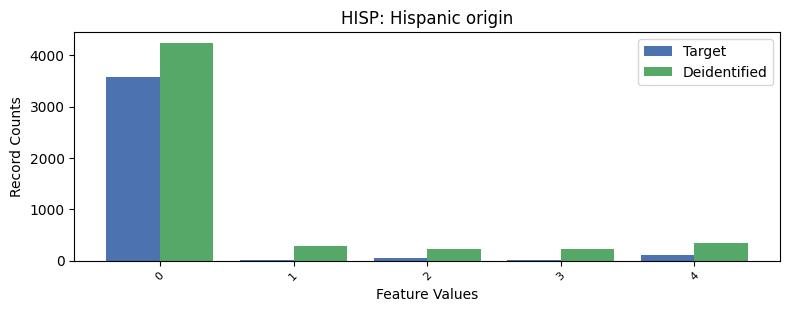 HISP: Hispanic origin
Target
Deidentified
Record Counts
4000
3000
2000
1000
0
0 1 2 3 4
Feature Values